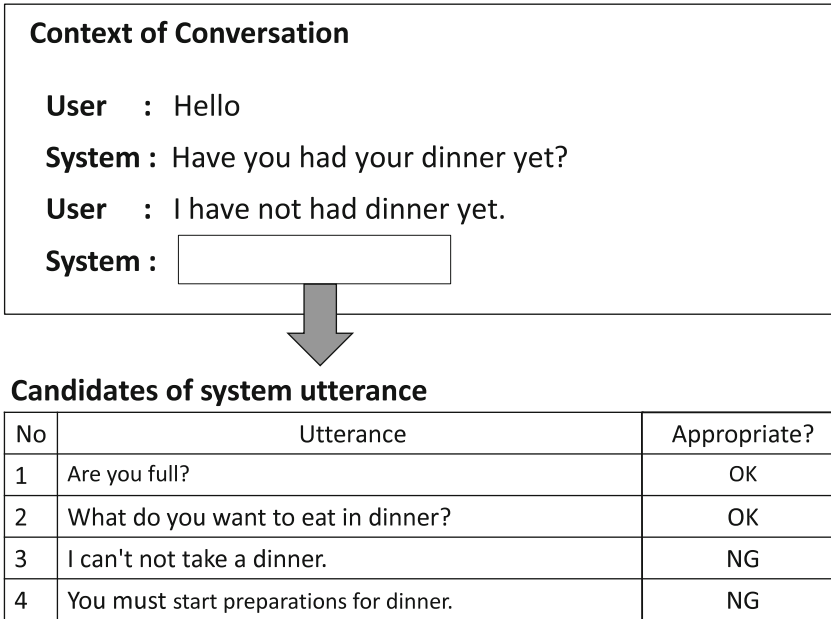 Context of Conversation
User : Hello
System : Have you had your dinner yet?
User : I have not had dinner yet.
System :
Candidates of system utterance
No Utterance Appropriate?
1 Are you full? OK
2 What do you want to eat in dinner? OK
3 I can't not take a dinner. NG
4 You must start preparations for dinner. NG